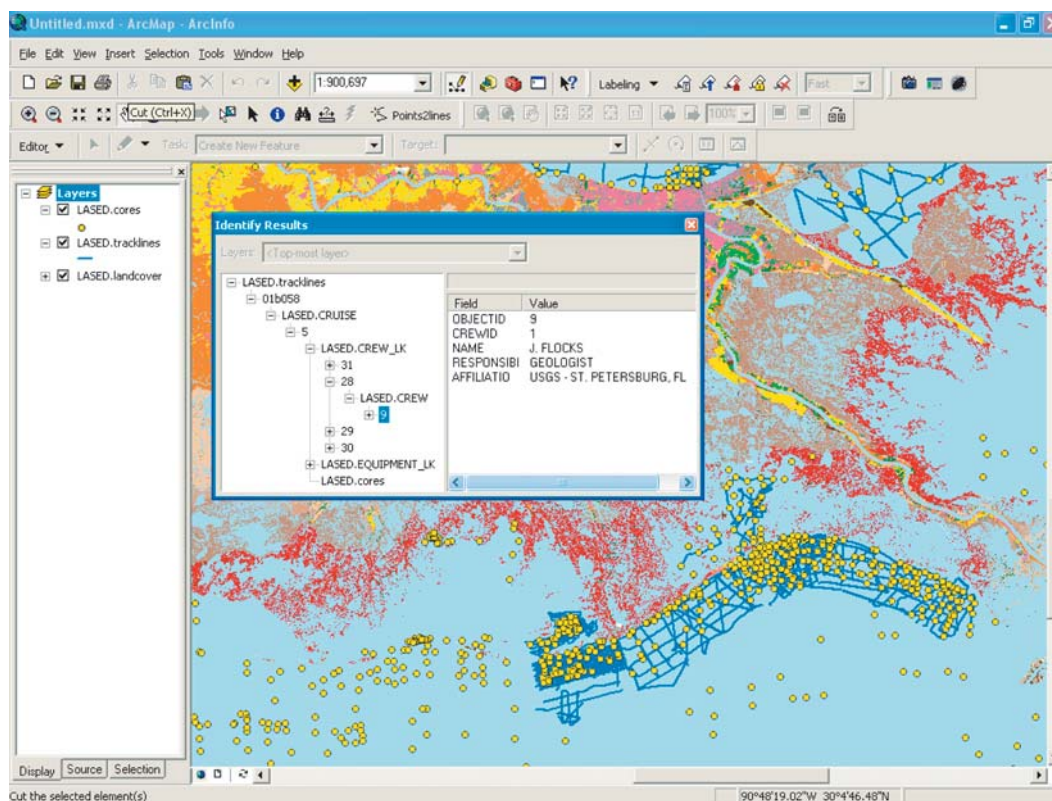 Untitled.mxd - ArcMap - ArcInfo
File Edit View Insert Selection Tools Window Help
1:900,697 Labeling Fast
Cut (Ctrl+X) Points2lines 100%
Editor Task: Create New Feature Target:
Layers
LASED.cores
LASED.tracklines
LASED.landcover
Identify Results
Layers: <Top-most layer>
LASED.tracklines
01b058
LASED.CRUISE
5
LASED.CREW_LK
31
28
LASED.CREW
9
29
30
LASED.EQUIPMENT_LK
LASED.cores
Field Value
OBJECTID 9
CREWID 1
NAME J. FLOCKS
RESPONSIBI GEOLOGIST
AFFILIATIO USGS - ST. PETERSBURG, FL
Display Source Selection
Cut the selected element(s) 90°48'19.02"W 30°4'46.48"N